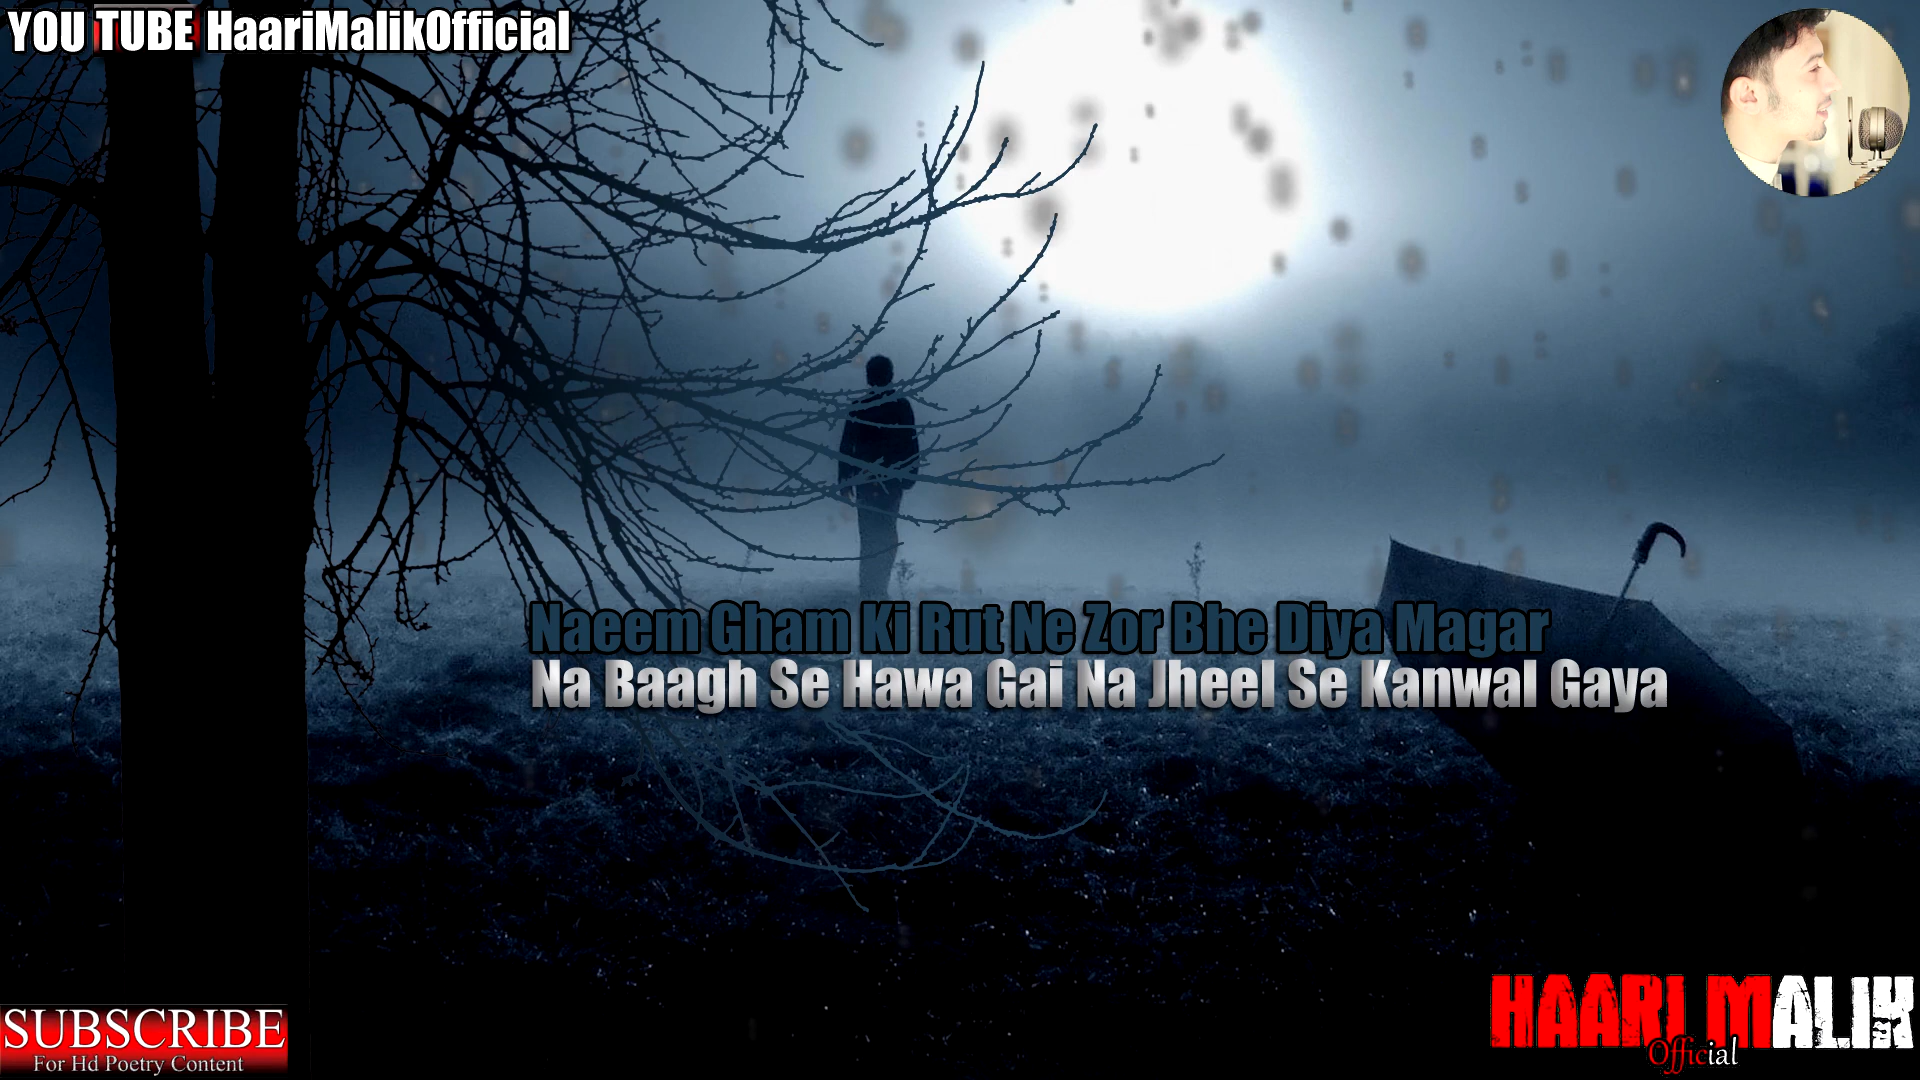 YOU TUBE HaariMalikOfficial
Naeem Gham Ki Rut Ne Zor Bhe Diya Magar
Na Baagh Se Hawa Gai Na Jheel Se Kanwal Gaya
SUBSCRIBE
For Hd Poetry Content
HAARI MALIK
Official